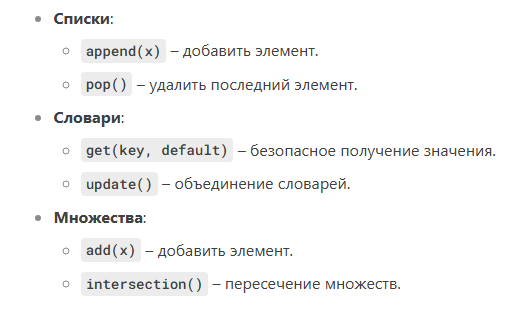 Списки:
append(x) – добавить элемент.
pop() – удалить последний элемент.
Словари:
get(key, default) – безопасное получение значения.
update() – объединение словарей.
Множества:
add(x) – добавить элемент.
intersection() – пересечение множеств.